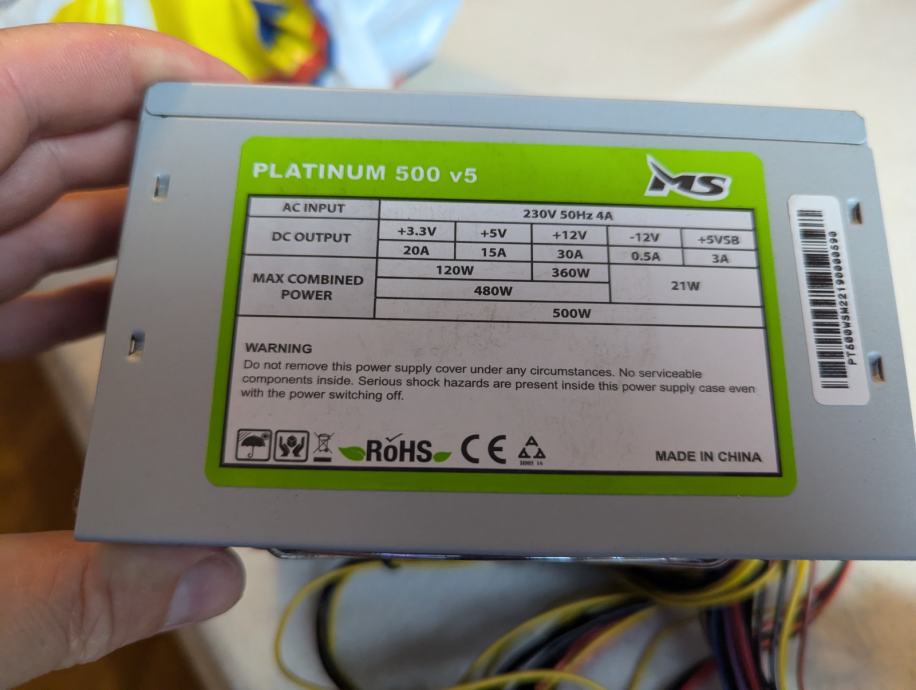 PLATINUM 500 v5
MS
AC INPUT 230V 50Hz 4A
DC OUTPUT +3.3V +5V +12V -12V +5VSB
20A 15A 30A 0.5A 3A
MAX COMBINED POWER 120W 360W 21W
480W
500W
WARNING
Do not remove this power supply cover under any circumstances. No serviceable
components inside. Serious shock hazards are present inside this power supply case even
with the power switching off.
RoHS CE
MADE IN CHINA